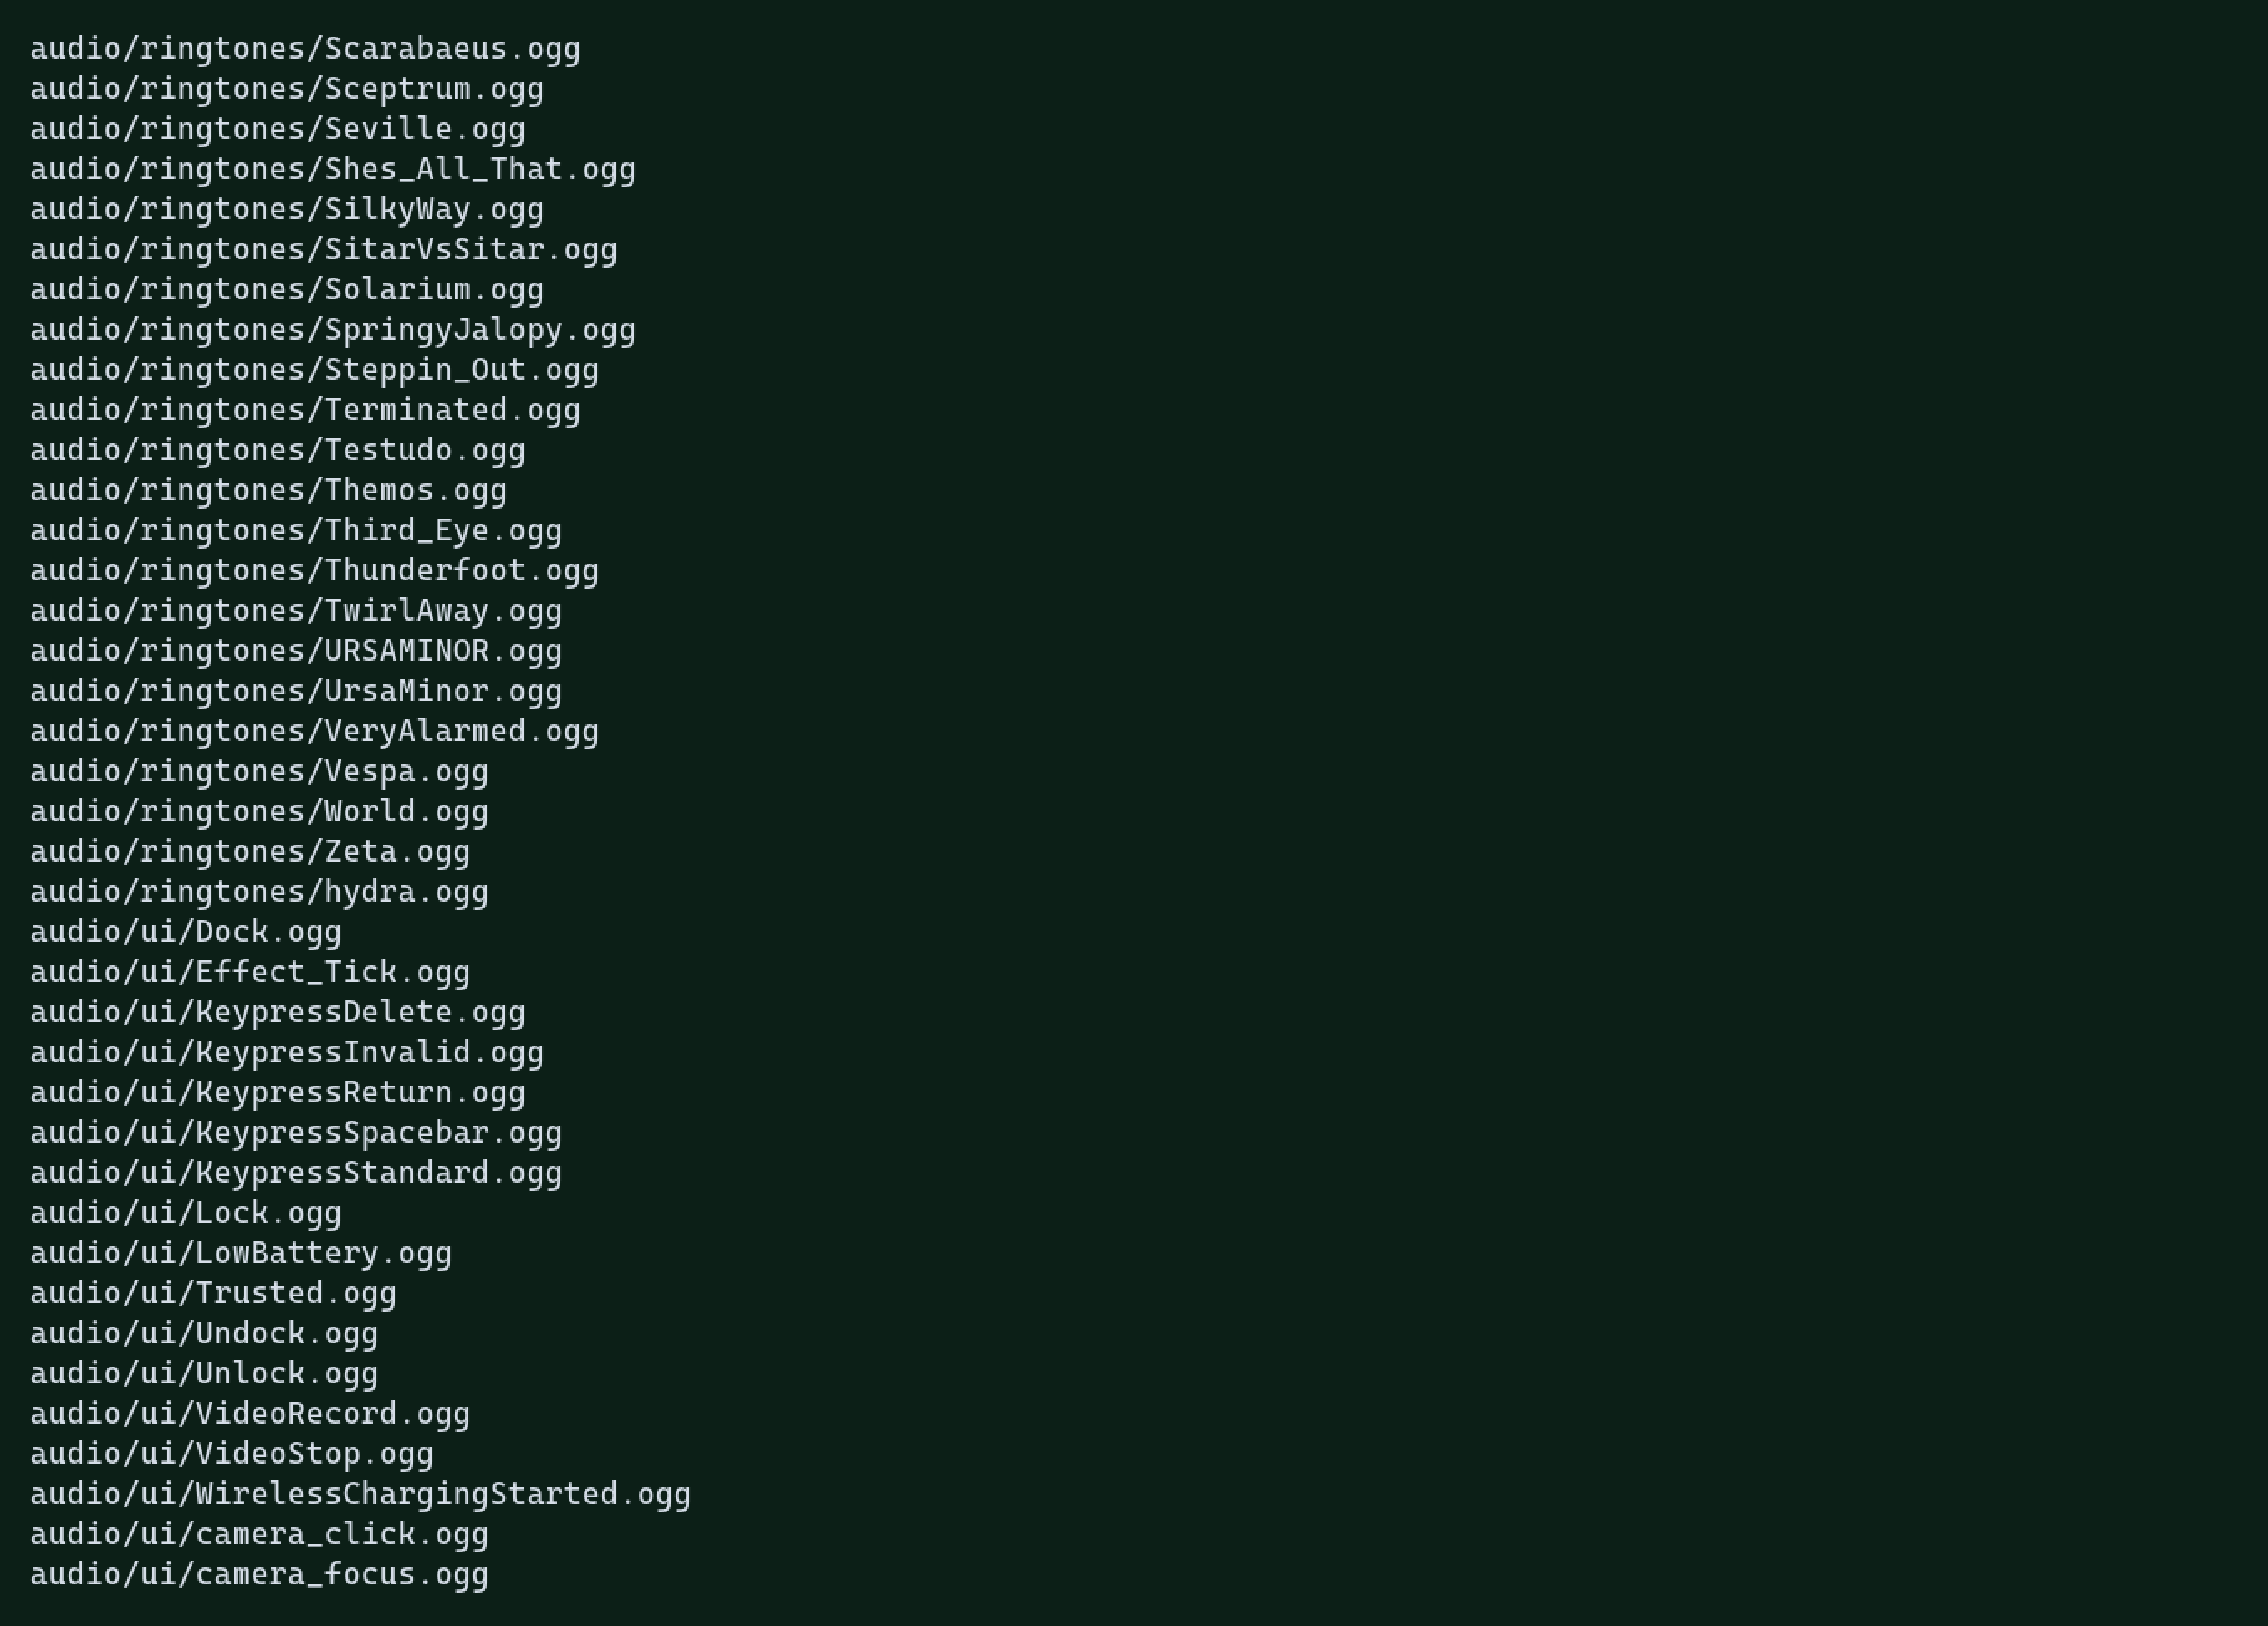 audio/ringtones/Scarabaeus.ogg
audio/ringtones/Sceptrum.ogg
audio/ringtones/Seville.ogg
audio/ringtones/Shes_All_That.ogg
audio/ringtones/SilkyWay.ogg
audio/ringtones/SitarVsSitar.ogg
audio/ringtones/Solarium.ogg
audio/ringtones/SpringyJalopy.ogg
audio/ringtones/Steppin_Out.ogg
audio/ringtones/Terminated.ogg
audio/ringtones/Testudo.ogg
audio/ringtones/Themos.ogg
audio/ringtones/Third_Eye.ogg
audio/ringtones/Thunderfoot.ogg
audio/ringtones/TwirlAway.ogg
audio/ringtones/URSAMINOR.ogg
audio/ringtones/UrsaMinor.ogg
audio/ringtones/VeryAlarmed.ogg
audio/ringtones/Vespa.ogg
audio/ringtones/World.ogg
audio/ringtones/Zeta.ogg
audio/ringtones/hydra.ogg
audio/ui/Dock.ogg
audio/ui/Effect_Tick.ogg
audio/ui/KeypressDelete.ogg
audio/ui/KeypressInvalid.ogg
audio/ui/KeypressReturn.ogg
audio/ui/KeypressSpacebar.ogg
audio/ui/KeypressStandard.ogg
audio/ui/Lock.ogg
audio/ui/LowBattery.ogg
audio/ui/Trusted.ogg
audio/ui/Undock.ogg
audio/ui/Unlock.ogg
audio/ui/VideoRecord.ogg
audio/ui/VideoStop.ogg
audio/ui/WirelessChargingStarted.ogg
audio/ui/camera_click.ogg
audio/ui/camera_focus.ogg